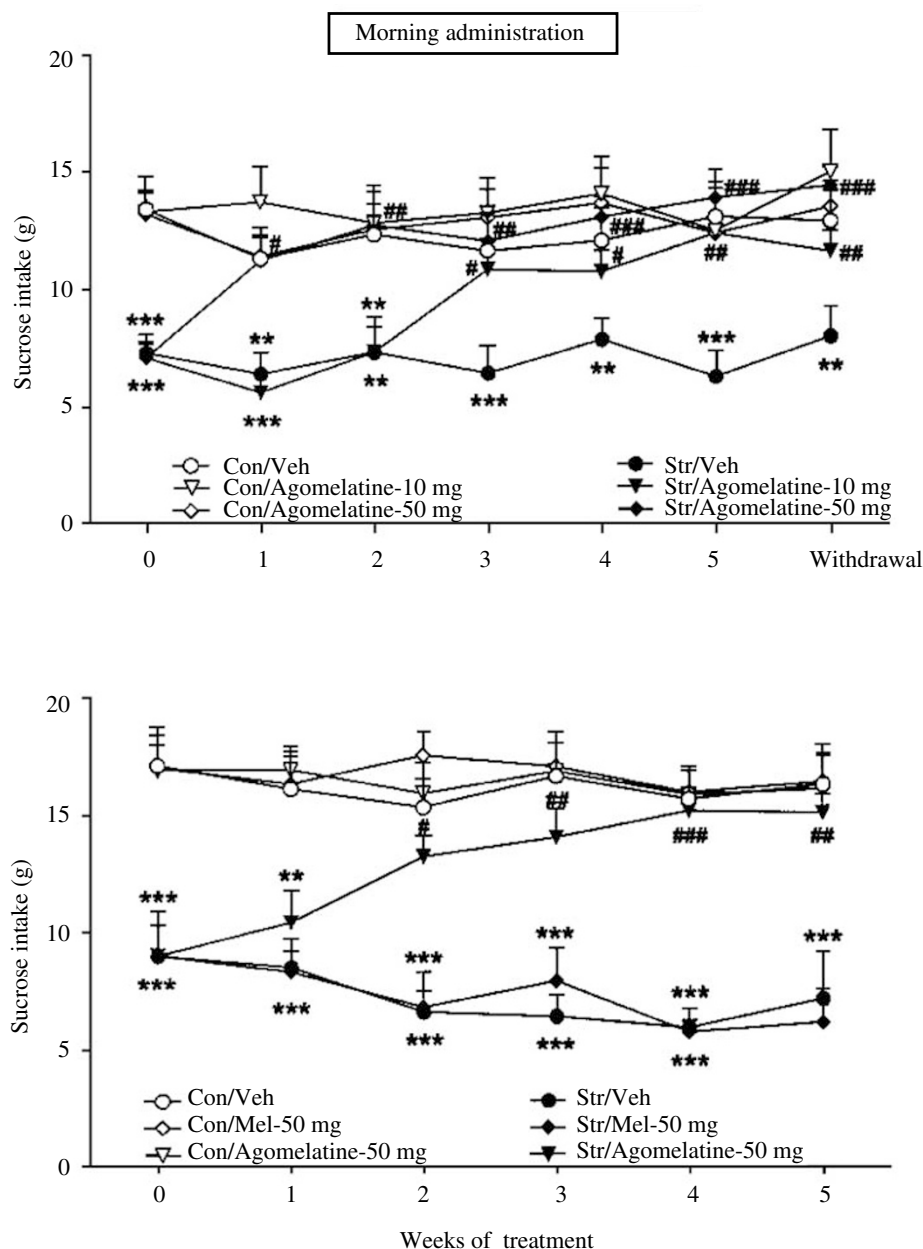 Morning administration
20
15
10
5
0
Sucrose intake (g)
###
###
##
##
###
#
##
##
#
#
***
**
**
***
***
***
**
***
**
**
Con/Veh
Con/Agomelatine-10 mg
Con/Agomelatine-50 mg
Str/Veh
Str/Agomelatine-10 mg
Str/Agomelatine-50 mg
0 1 2 3 4 5 Withdrawal
20
15
10
5
0
Sucrose intake (g)
#
##
###
##
***
**
***
***
***
***
***
***
***
***
***
Con/Veh
Con/Mel-50 mg
Con/Agomelatine-50 mg
Str/Veh
Str/Mel-50 mg
Str/Agomelatine-50 mg
0 1 2 3 4 5
Weeks of treatment